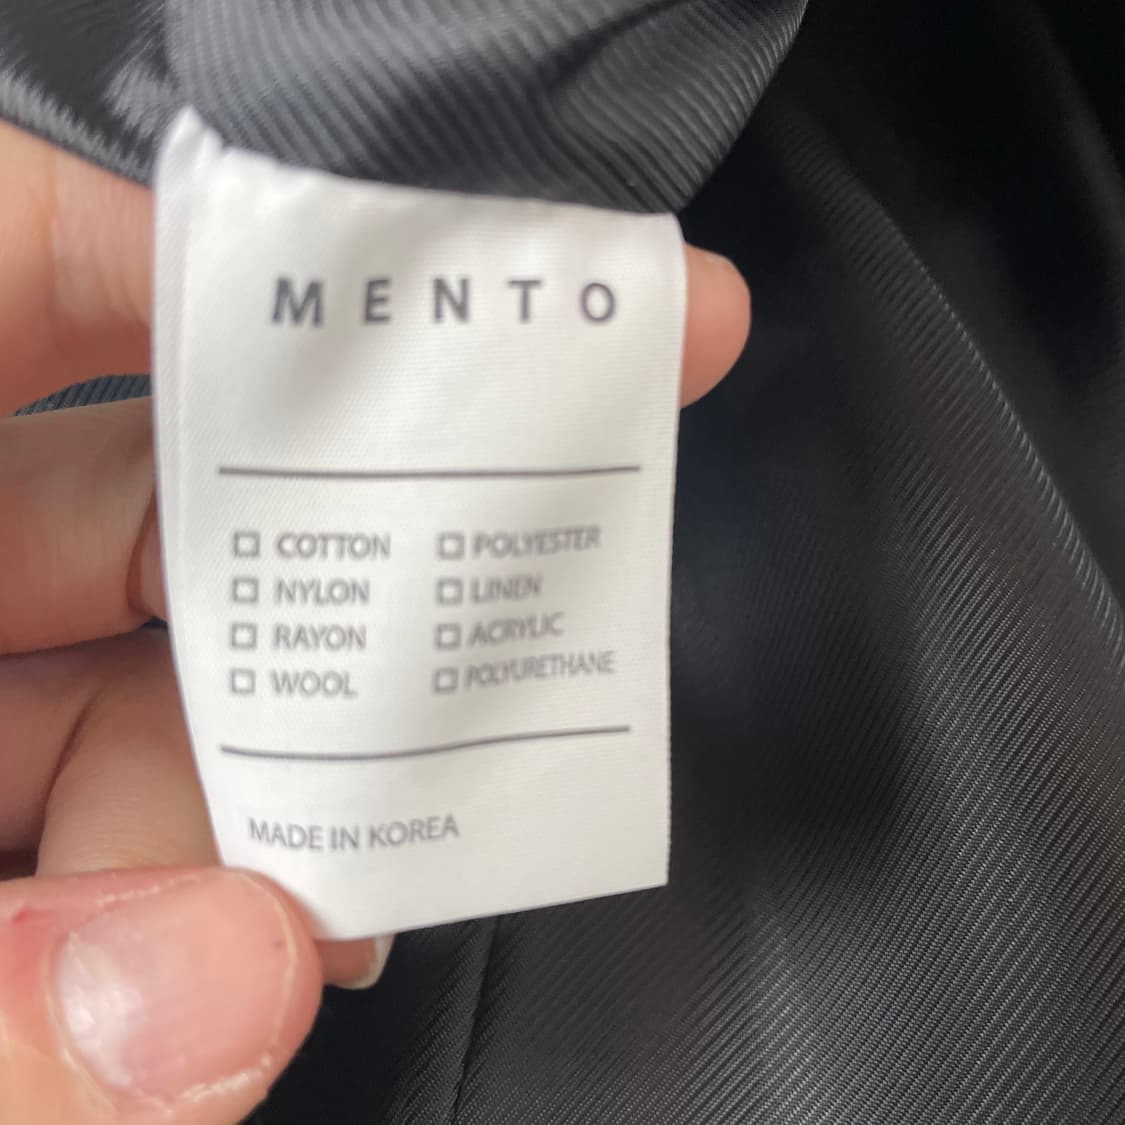 MENTO
☐ COTTON ☐ POLYESTER
☐ NYLON ☐ LINEN
☐ RAYON ☐ ACRYLIC
☐ WOOL ☐ POLYURETHANE
MADE IN KOREA